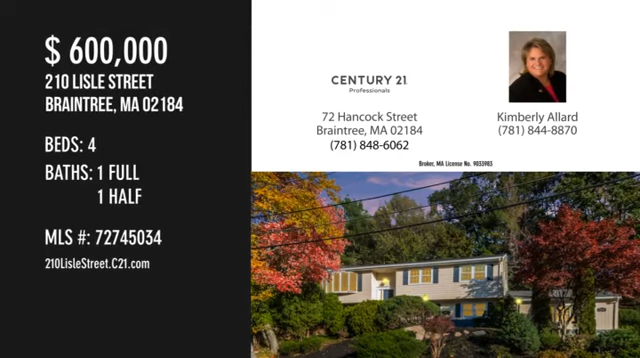 $ 600,000
210 LISLE STREET
BRAINTREE, MA 02184
BEDS: 4
BATHS: 1 FULL
1 HALF
MLS #: 72745034
210LisleStreet.C21.com
CENTURY 21
Professionals
72 Hancock Street
Braintree, MA 02184
(781) 848-6062
Kimberly Allard
(781) 844-8870
Broker, MA License No. 9033983